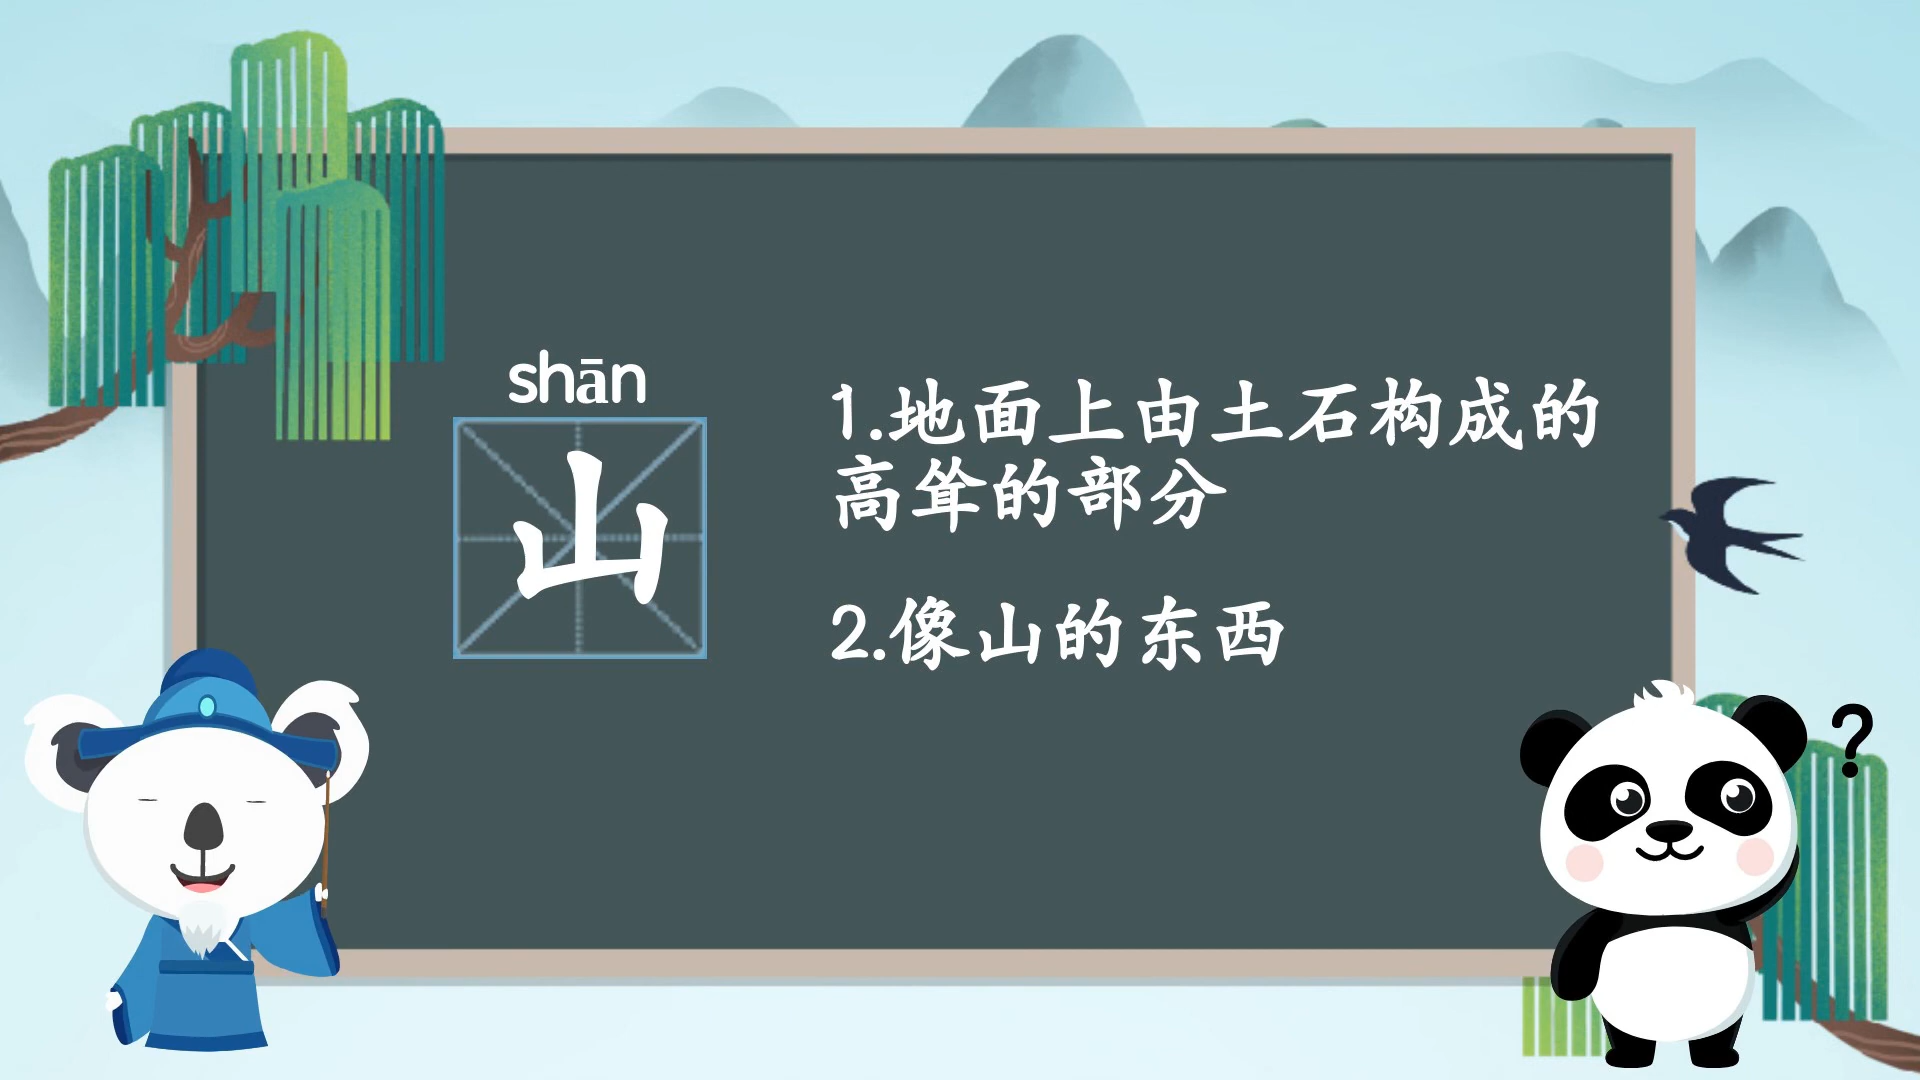 shān
山
1.地面上由土石构成的
高耸的部分
2.像山的东西
?